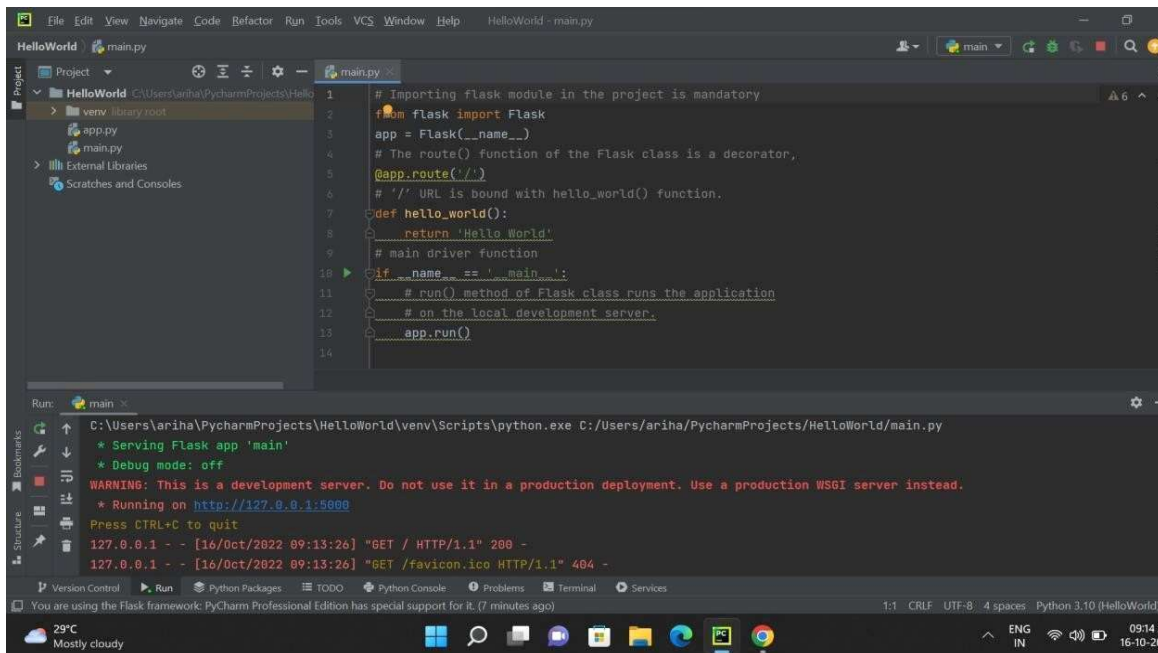 File Edit View Navigate Code Refactor Run Tools VCS Window Help HelloWorld - main.py
HelloWorld main.py main
Project main.py
HelloWorld C:\Users\ariha\PycharmProjects\Hello
venv library root
app.py
main.py
External Libraries
Scratches and Consoles
Project
1 # Importing flask module in the project is mandatory
2 from flask import Flask
3 app = Flask(__name__)
4 # The route() function of the Flask class is a decorator,
5 @app.route('/')
6 # ‘/’ URL is bound with hello_world() function.
7 def hello_world():
8 return 'Hello World'
9 # main driver function
10 if __name__ == '__main__':
11 # run() method of Flask class runs the application
12 # on the local development server.
13 app.run()
14
6
Run: main
C:\Users\ariha\PycharmProjects\HelloWorld\venv\Scripts\python.exe C:/Users/ariha/PycharmProjects/HelloWorld/main.py
* Serving Flask app 'main'
* Debug mode: off
WARNING: This is a development server. Do not use it in a production deployment. Use a production WSGI server instead.
* Running on http://127.0.0.1:5000
Press CTRL+C to quit
127.0.0.1 - - [16/Oct/2022 09:13:26] "GET / HTTP/1.1" 200 -
127.0.0.1 - - [16/Oct/2022 09:13:26] "GET /favicon.ico HTTP/1.1" 404 -
Bookmarks
Structure
Version Control Run Python Packages TODO Python Console Problems Terminal Services
You are using the Flask framework: PyCharm Professional Edition has special support for it. (7 minutes ago) 1:1 CRLF UTF-8 4 spaces Python 3.10 (HelloWorld)
29°C
Mostly cloudy
PC
ENG
IN
09:14
16-10-2